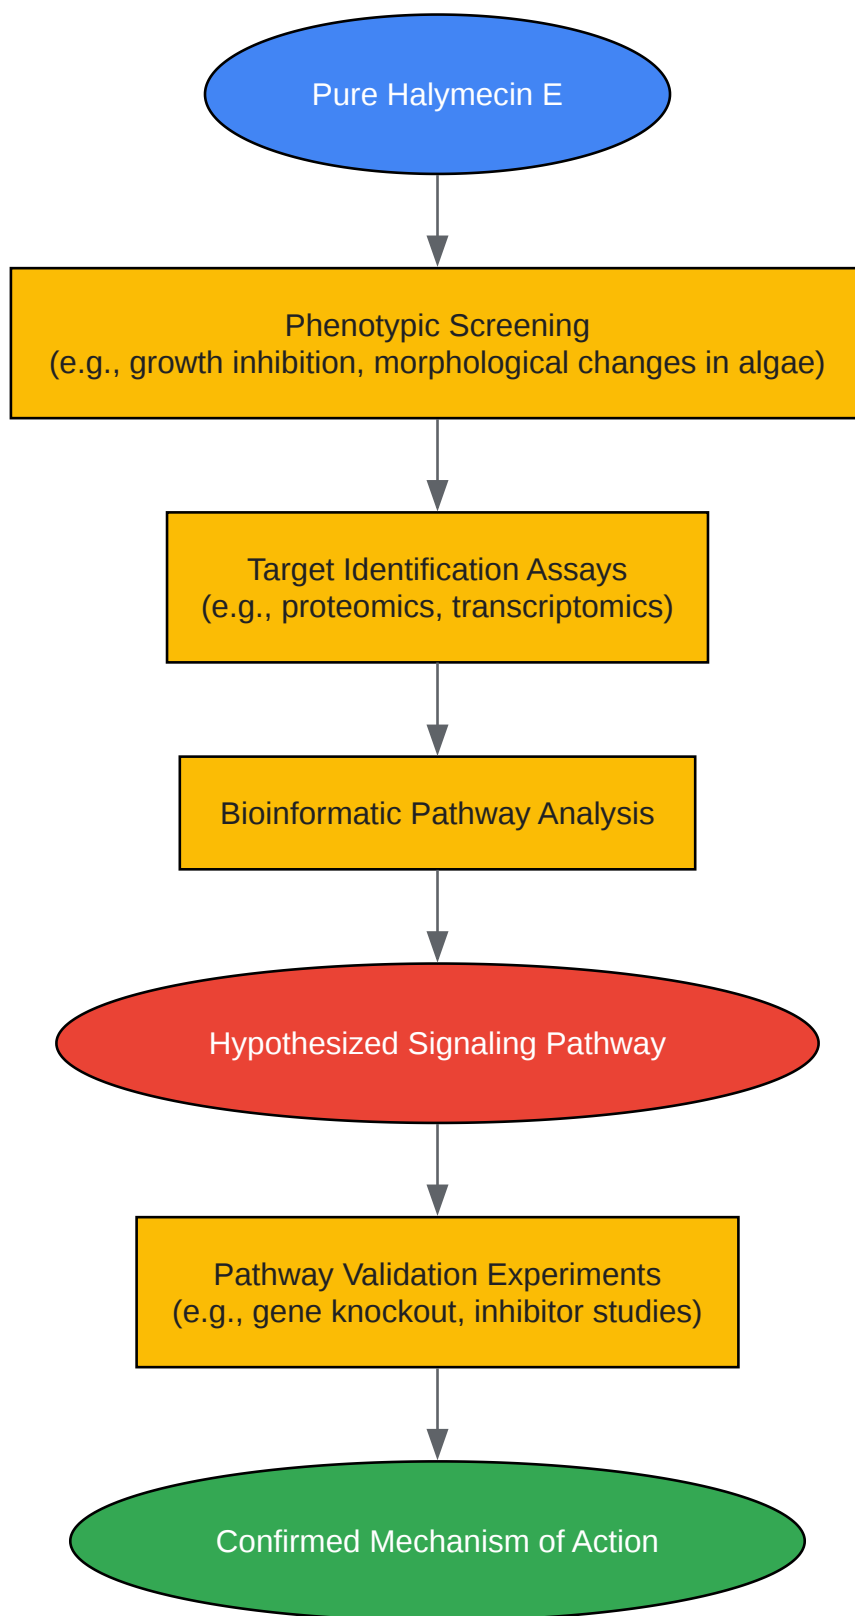 Pure Halymecin E
Phenotypic Screening
(e.g., growth inhibition, morphological changes in algae)
Target Identification Assays
(e.g., proteomics, transcriptomics)
Bioinformatic Pathway Analysis
Hypothesized Signaling Pathway
Pathway Validation Experiments
(e.g., gene knockout, inhibitor studies)
Confirmed Mechanism of Action